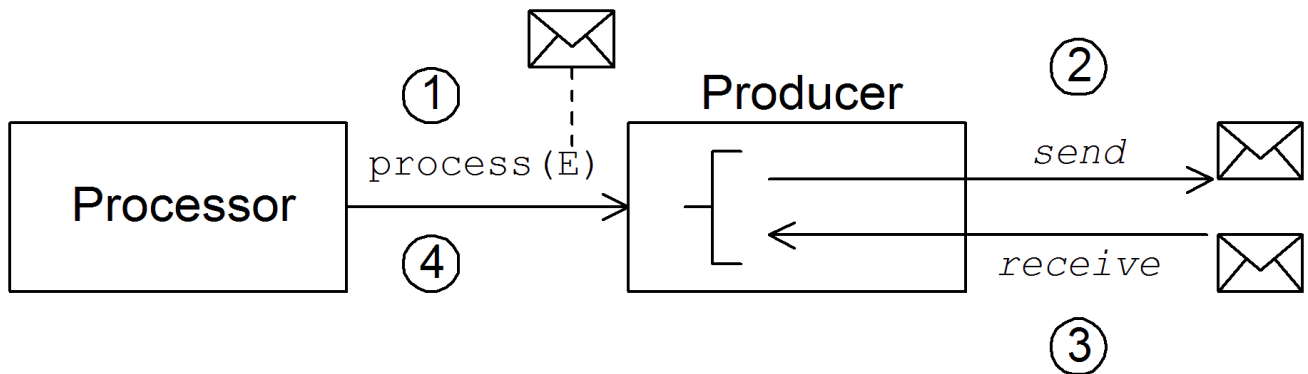 1
2
Producer
process(E)
send
Processor
4
receive
3